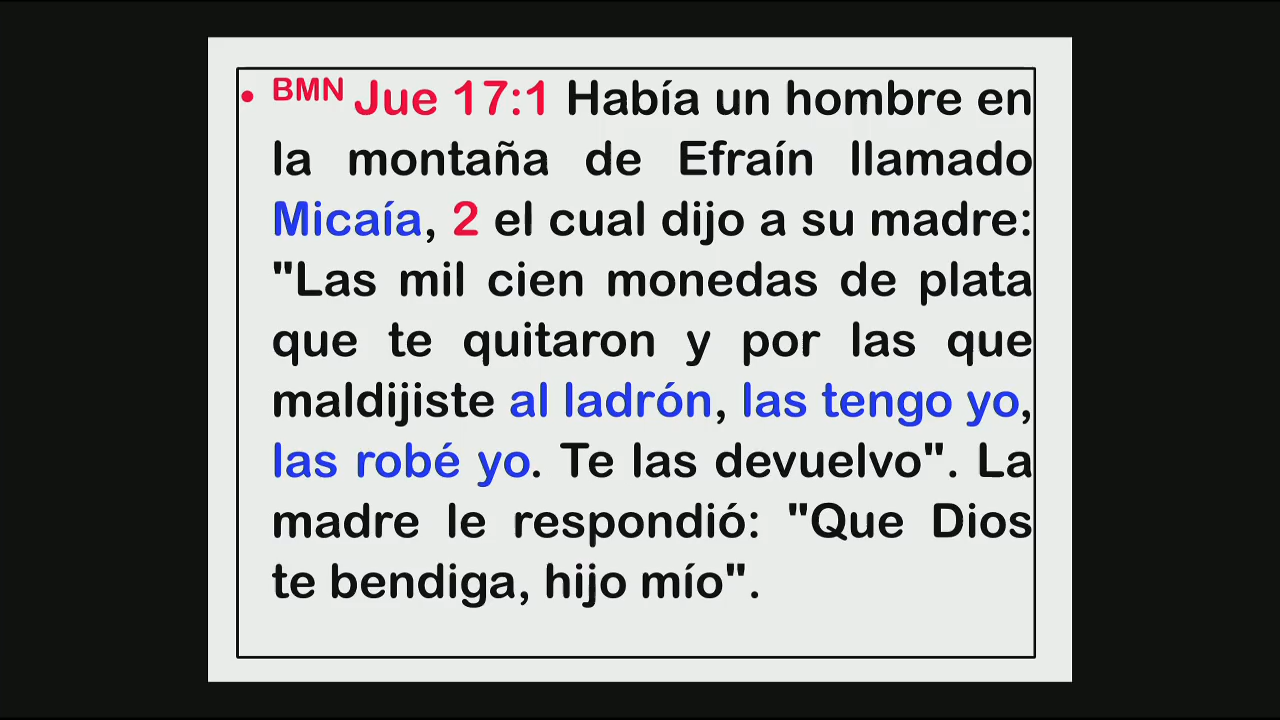 • BMN Jue 17:1 Había un hombre en
la montaña de Efraín llamado
Micaía, 2 el cual dijo a su madre:
"Las mil cien monedas de plata
que te quitaron y por las que
maldijiste al ladrón, las tengo yo,
las robé yo. Te las devuelvo". La
madre le respondió: "Que Dios
te bendiga, hijo mío".